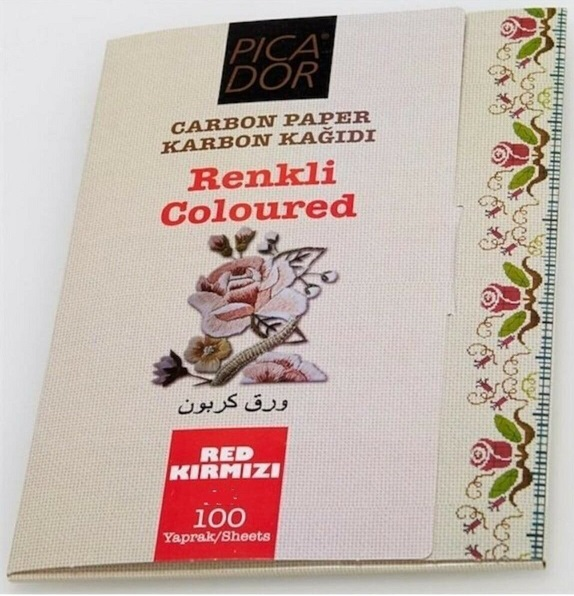 PICA
DOR
CARBON PAPER
KARBON KAĞIDI
Renkli
Coloured
ورق كربون
RED
KIRMIZI
100
Yaprak/Sheets